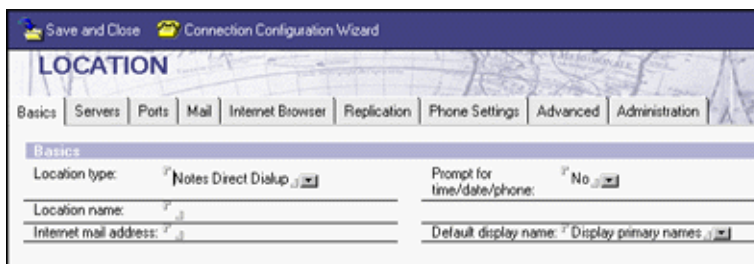 Save and Close Connection Configuration Wizard
LOCATION
Basics Servers Ports Mail Internet Browser Replication Phone Settings Advanced Administration
Basics
Location type: Notes Direct Dialup Prompt for time/date/phone: No
Location name:
Internet mail address: Default display name: Display primary names